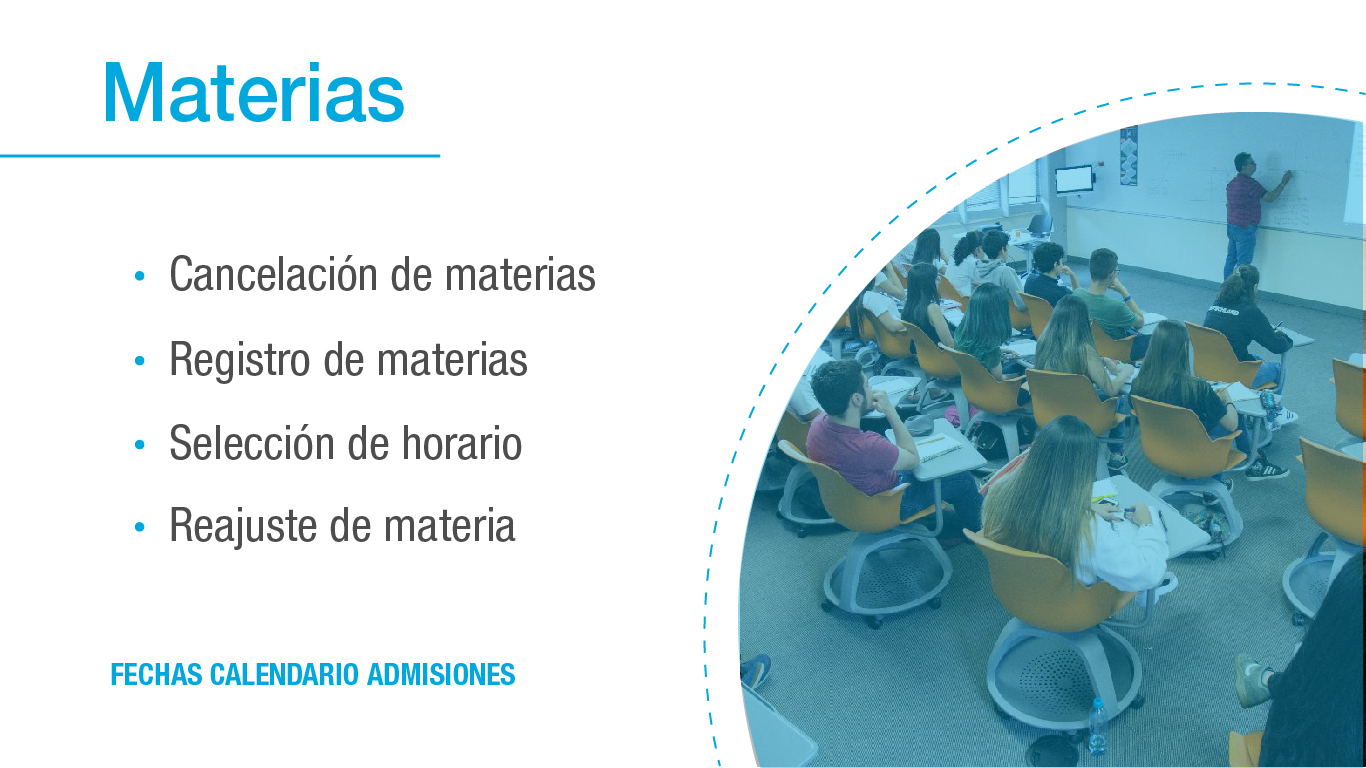 Materias
• Cancelación de materias
• Registro de materias
• Selección de horario
• Reajuste de materia
FECHAS CALENDARIO ADMISIONES